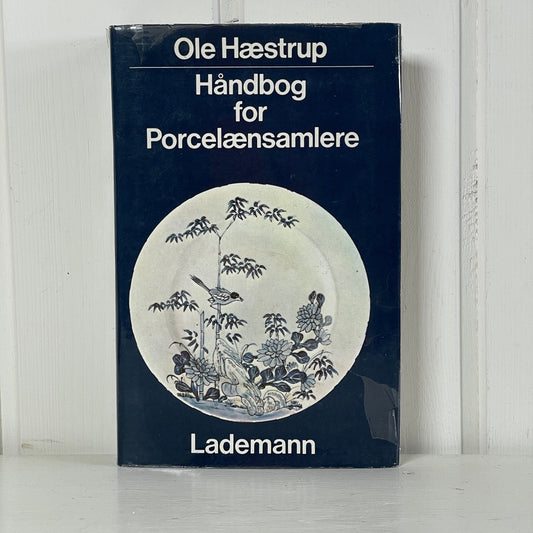 Ole Hæstrup
Håndbog
for
Porcelænsamlere
Lademann